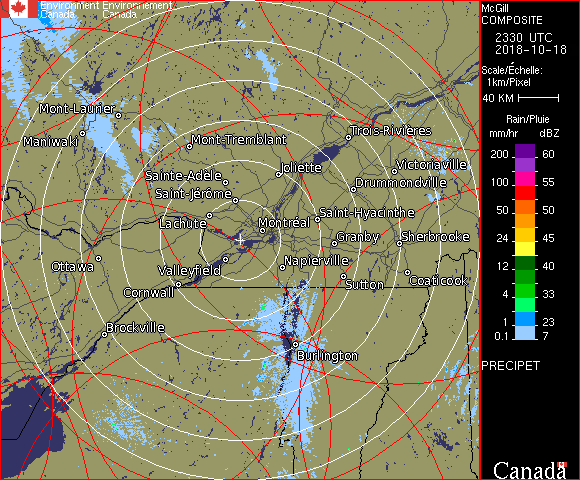 Environment Environnement
Canada Canada
McGill
COMPOSITE
2330 UTC
2018-10-18
Scale/Échelle:
1km/Pixel
40 KM
Rain/Pluie
mm/hr dBZ
200 60
100 55
50 50
24 45
12 40
4 33
1 23
0.1 7
PRECIPET
Canada
Mont-Laurier
Maniwaki
Mont-Tremblant
Trois-Rivières
Sainte-Adèle
Joliette
Victoriaville
Saint-Jérôme
Drummondville
Lachute
Montréal
Saint-Hyacinthe
Granby
Sherbrooke
Ottawa
Valleyfield
Napierville
Cornwall
Sutton
Coaticook
Brockville
Burlington